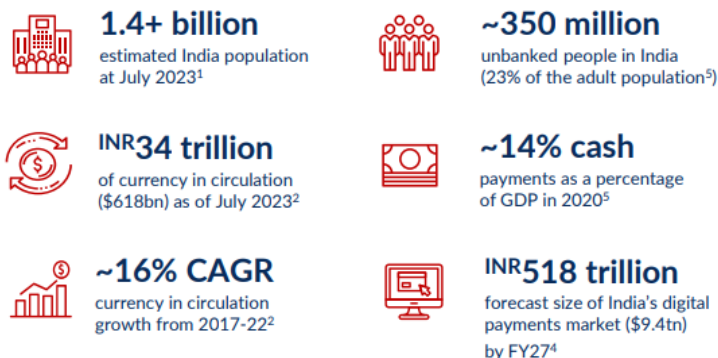 1.4+ billion
estimated India population
at July 2023¹
~350 million
unbanked people in India
(23% of the adult population⁵)
INR34 trillion
of currency in circulation
($618bn) as of July 2023²
~14% cash
payments as a percentage
of GDP in 2020⁵
~16% CAGR
currency in circulation
growth from 2017-22²
INR518 trillion
forecast size of India's digital
payments market ($9.4tn)
by FY27⁴